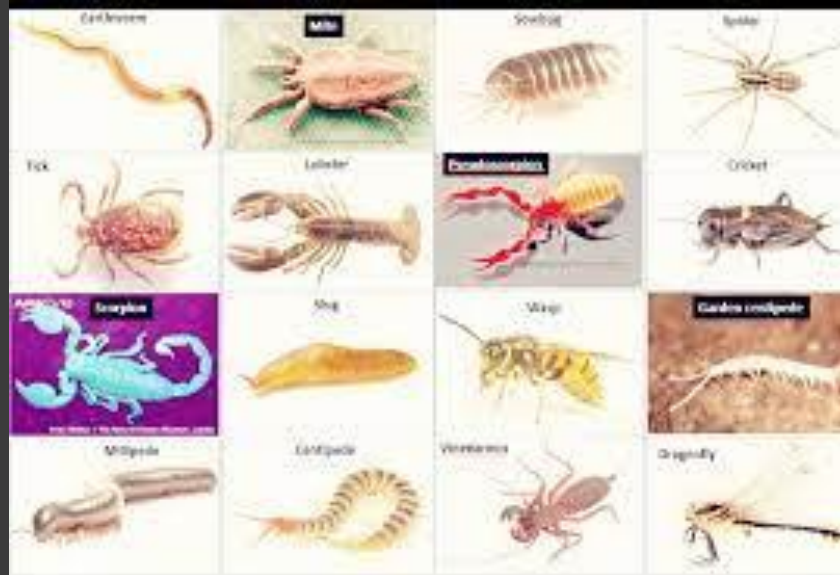 Earthworm
Mite
Sowbug
Spider
Tick
Lobster
Pseudoscorpion
Cricket
Scorpion
Slug
Wasp
Garden centipede
Millipede
Centipede
Vinegaroon
Dragonfly